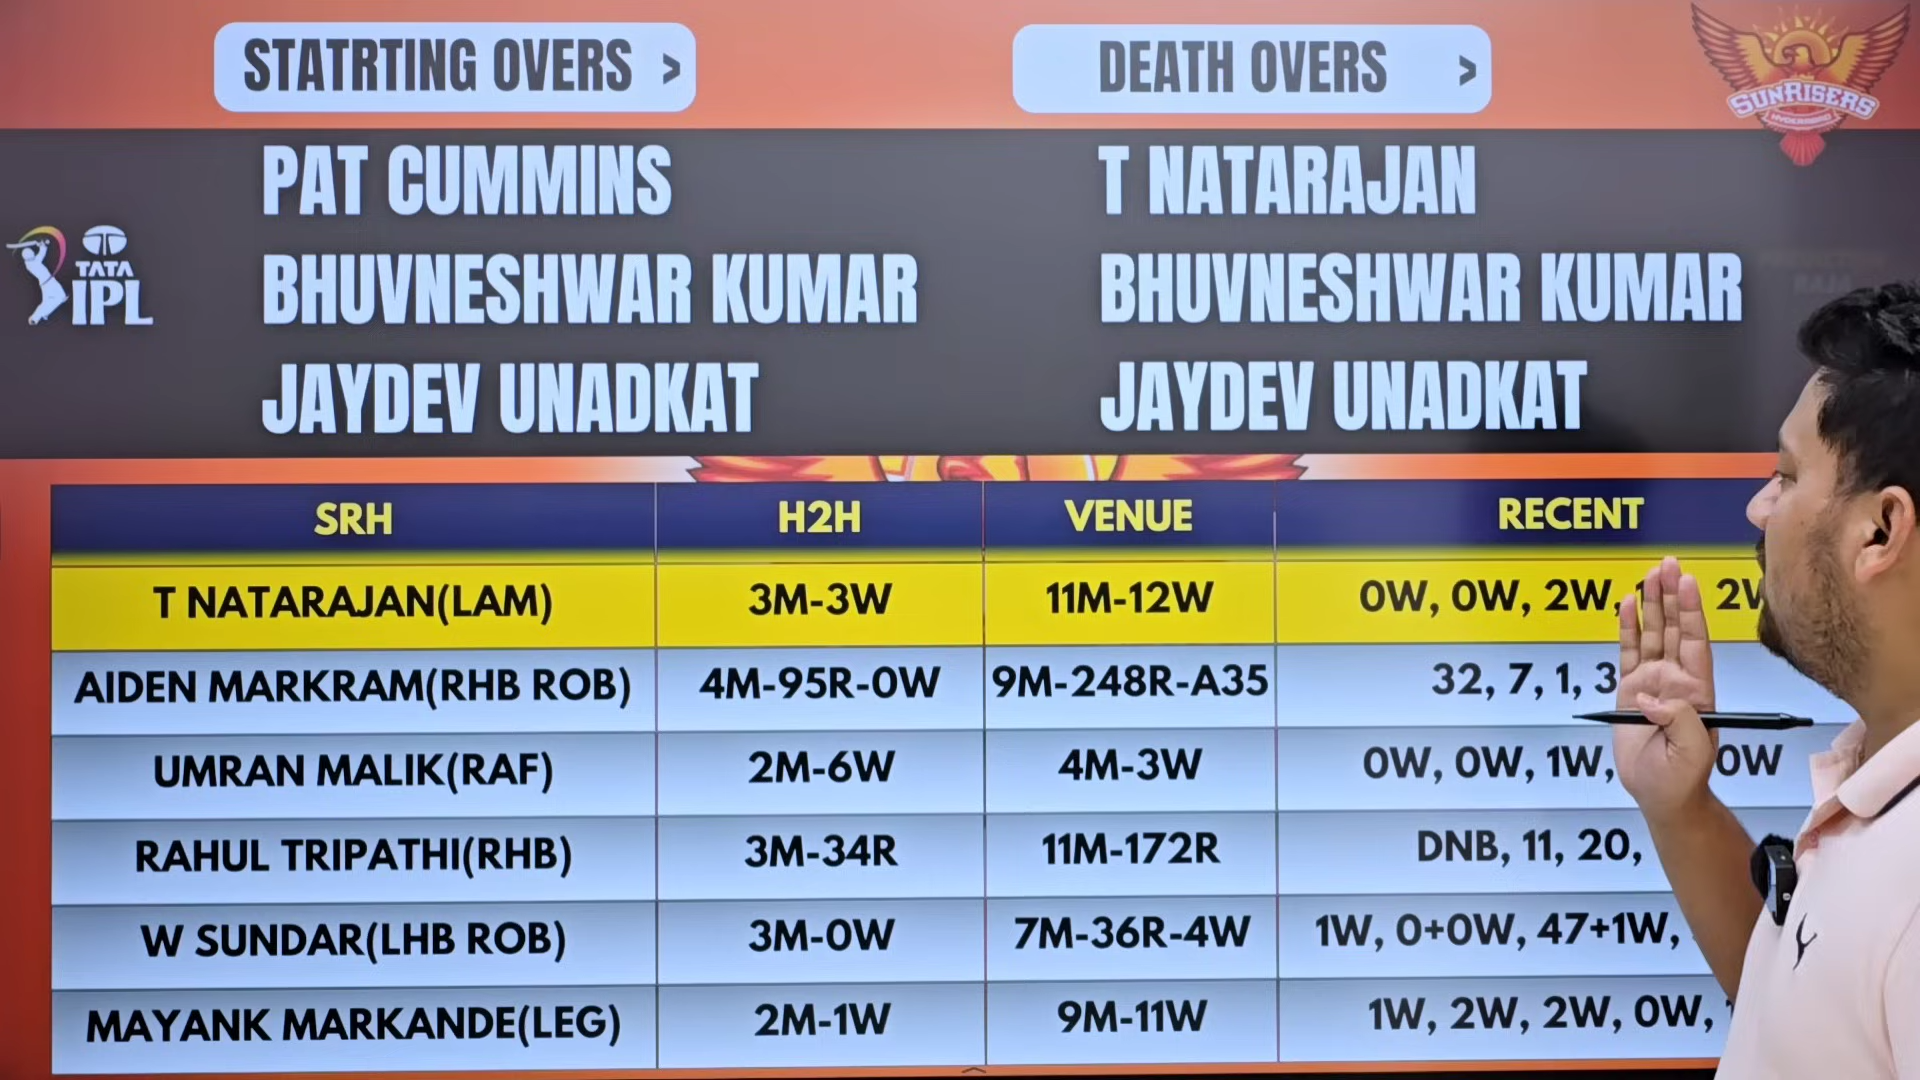 STATRTING OVERS >
DEATH OVERS >
SUNRISERS
HYDERABAD
PAT CUMMINS
T NATARAJAN
BHUVNESHWAR KUMAR
BHUVNESHWAR KUMAR
JAYDEV UNADKAT
JAYDEV UNADKAT
TATA
IPL
SRH H2H VENUE RECENT
T NATARAJAN(LAM) 3M-3W 11M-12W 0W, 0W, 2W,
AIDEN MARKRAM(RHB ROB) 4M-95R-0W 9M-248R-A35 32, 7, 1,
UMRAN MALIK(RAF) 2M-6W 4M-3W 0W, 0W, 1W, 0W
RAHUL TRIPATHI(RHB) 3M-34R 11M-172R DNB, 11, 20,
W SUNDAR(LHB ROB) 3M-0W 7M-36R-4W 1W, 0+0W, 47+1W,
MAYANK MARKANDE(LEG) 2M-1W 9M-11W 1W, 2W, 2W, 0W,